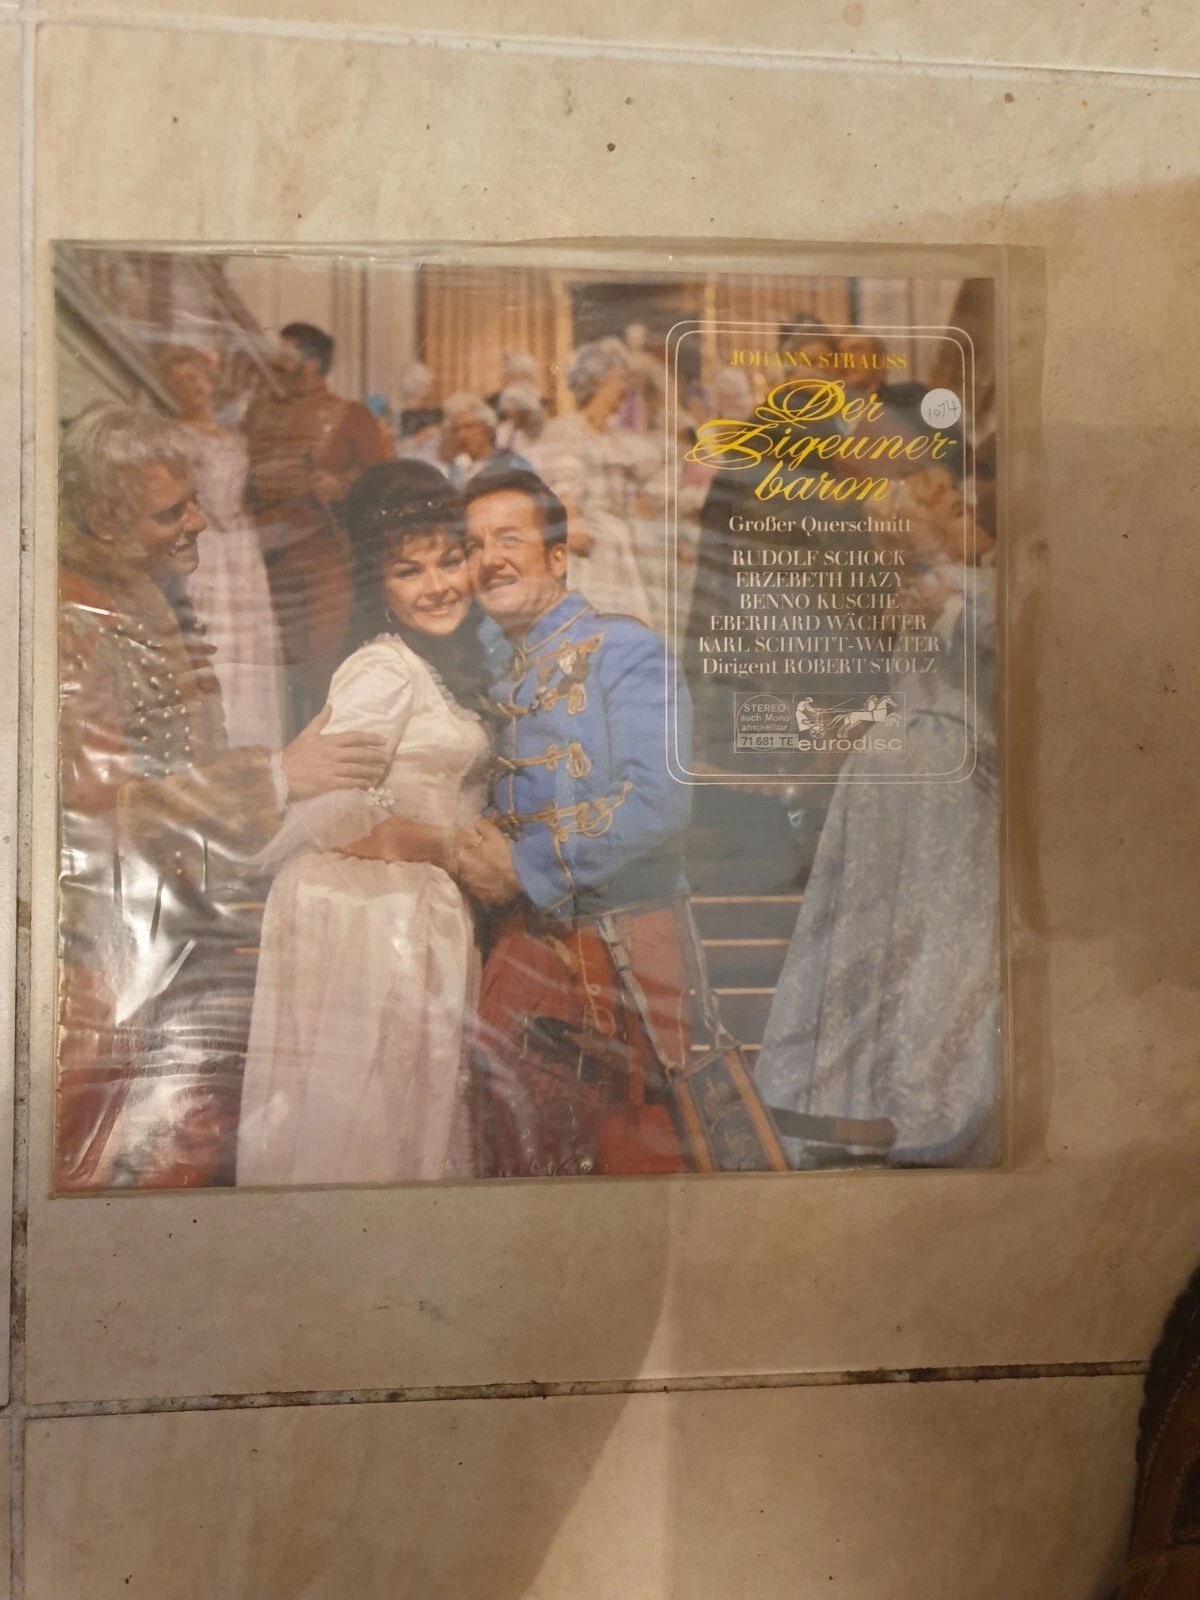 JOHANN STRAUSS
Der
Zigeuner-
baron
1074
Großer Querschnitt
RUDOLF SCHOCK
ERZEBETH HAZY
BENNO KUSCHE
EBERHARD WÄCHTER
KARL SCHMITT-WALTER
Dirigent ROBERT STOLZ
STEREO
auch Mono
abspielbar
71 681 TE
eurodisc